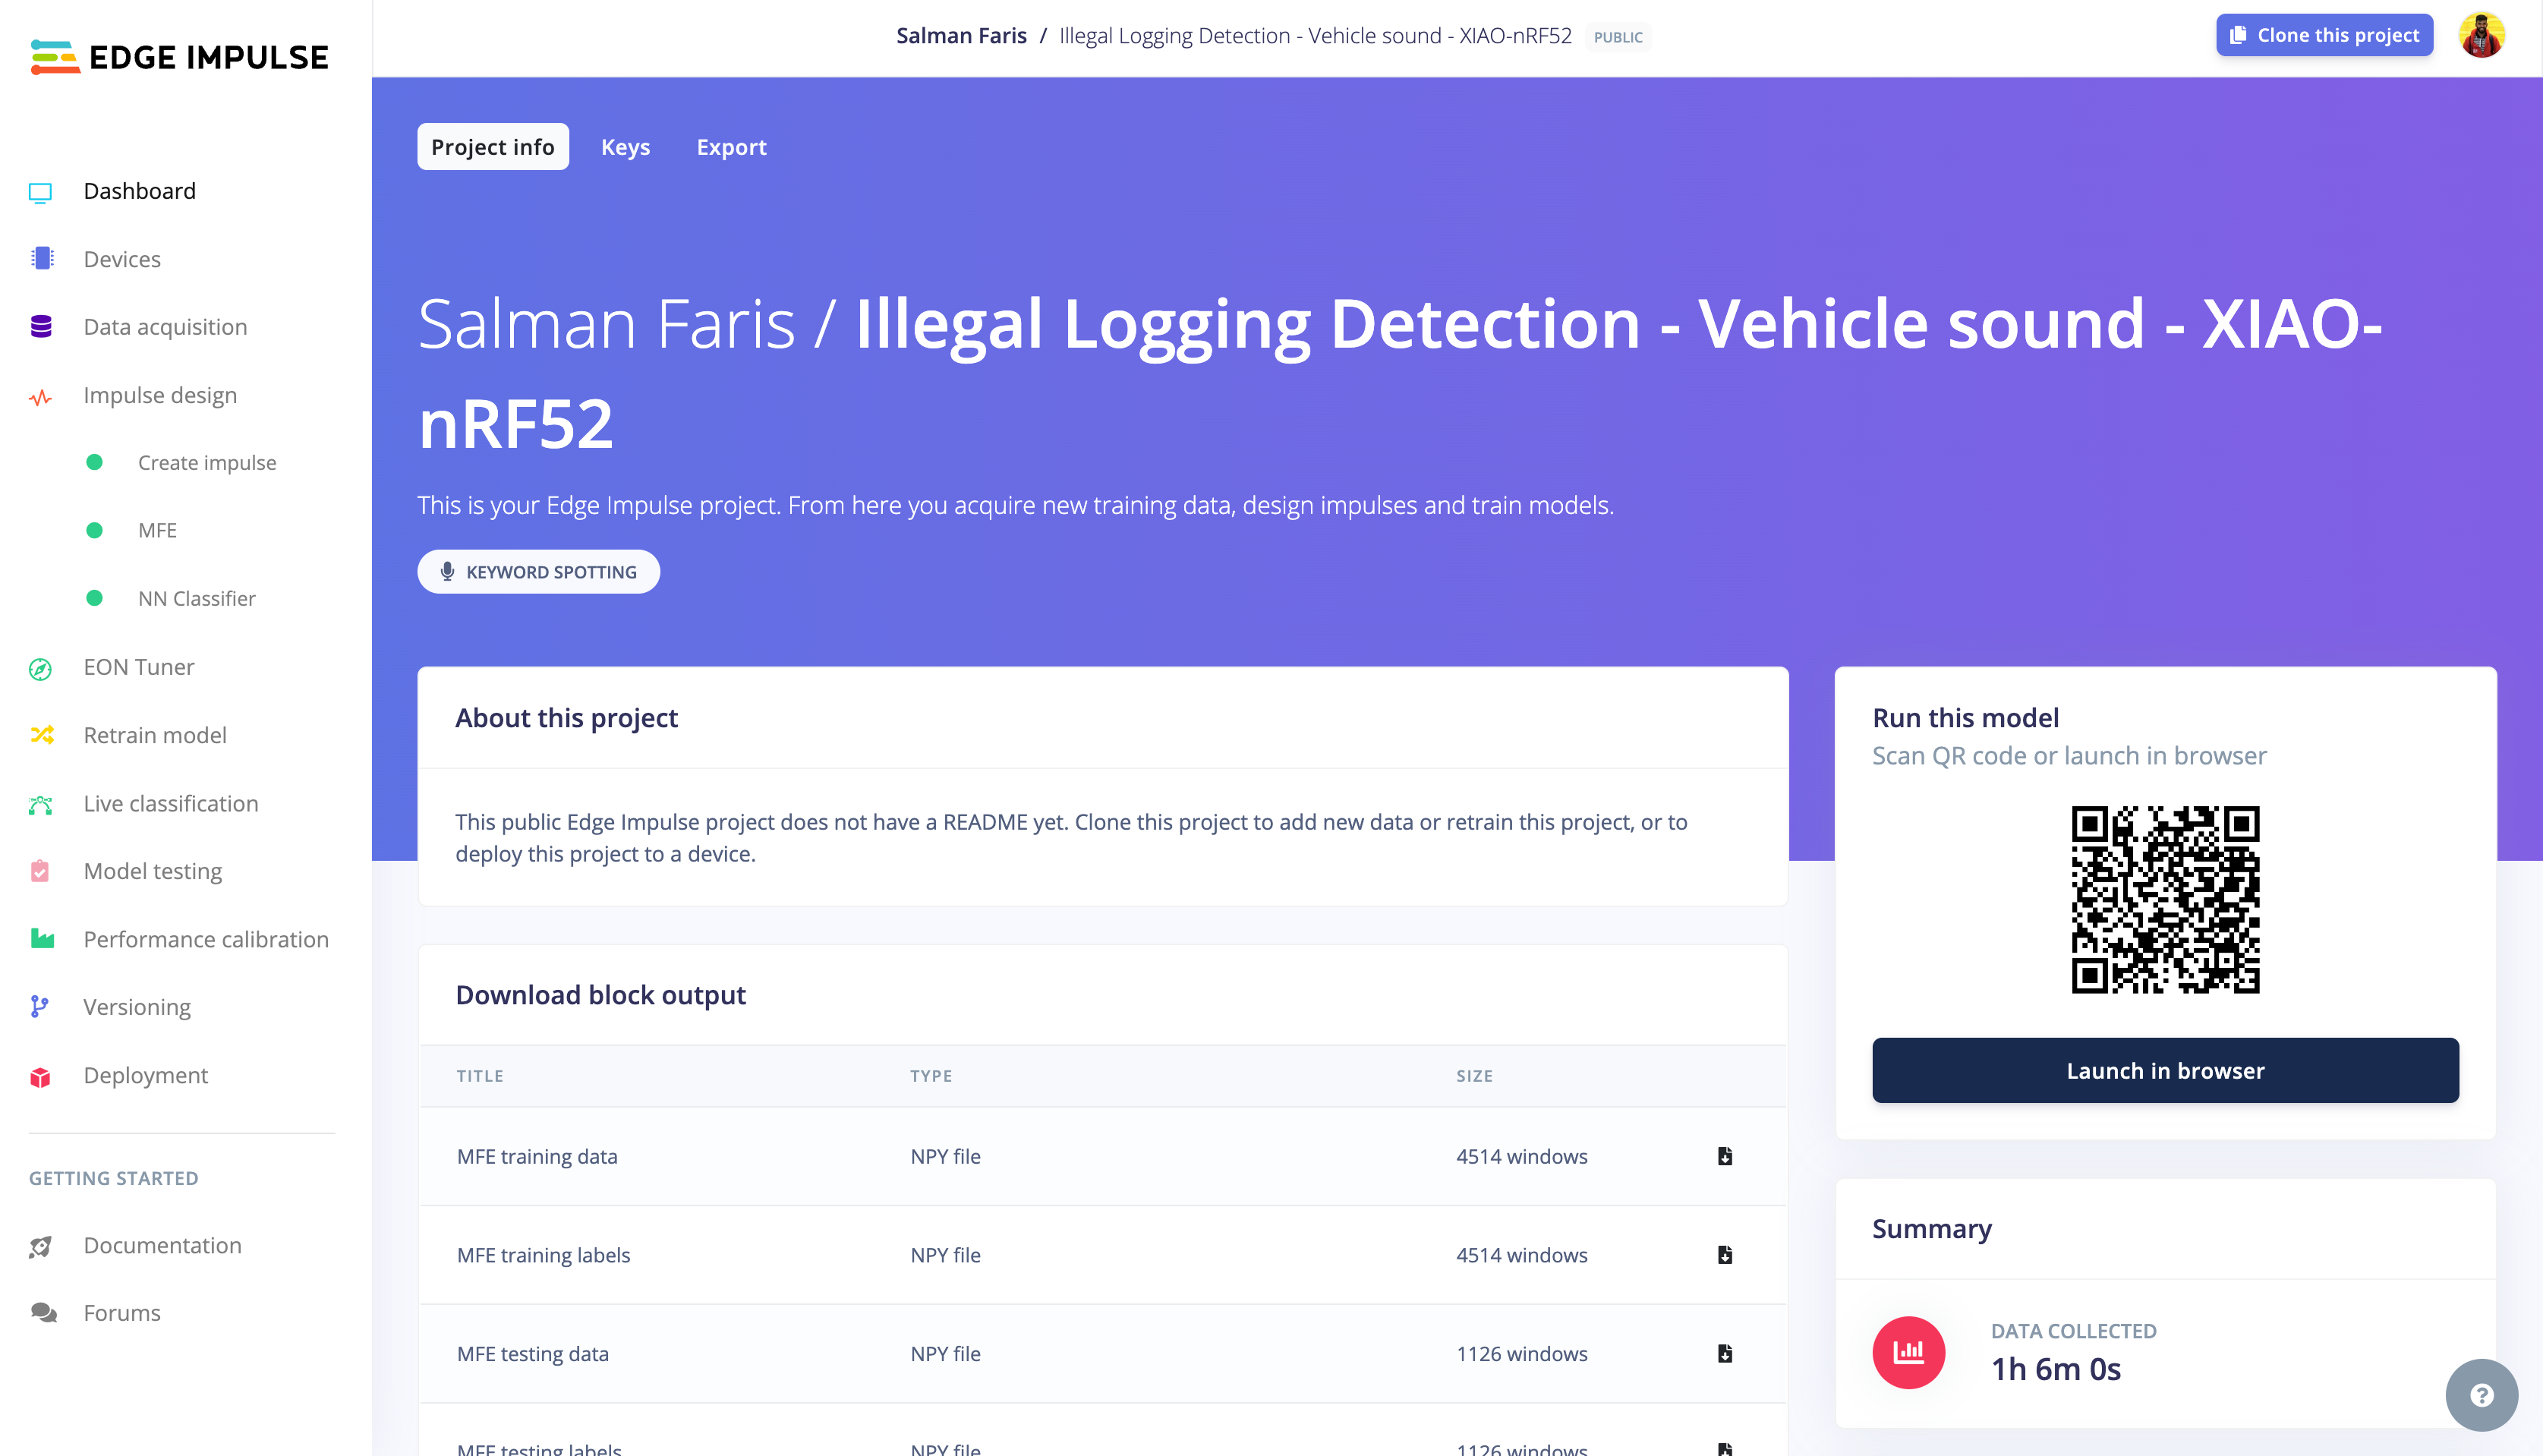 EDGE IMPULSE
Salman Faris / Illegal Logging Detection - Vehicle sound - XIAO-nRF52 PUBLIC
Clone this project
Dashboard
Devices
Data acquisition
Impulse design
Create impulse
MFE
NN Classifier
EON Tuner
Retrain model
Live classification
Model testing
Performance calibration
Versioning
Deployment
GETTING STARTED
Documentation
Forums
Project info Keys Export
Salman Faris / Illegal Logging Detection - Vehicle sound - XIAO-
nRF52
This is your Edge Impulse project. From here you acquire new training data, design impulses and train models.
KEYWORD SPOTTING
About this project
This public Edge Impulse project does not have a README yet. Clone this project to add new data or retrain this project, or to
deploy this project to a device.
Download block output
TITLE TYPE SIZE
MFE training data NPY file 4514 windows
MFE training labels NPY file 4514 windows
MFE testing data NPY file 1126 windows
MFE testing labels NPY file 1126 windows
Run this model
Scan QR code or launch in browser
Launch in browser
Summary
DATA COLLECTED
1h 6m 0s
?